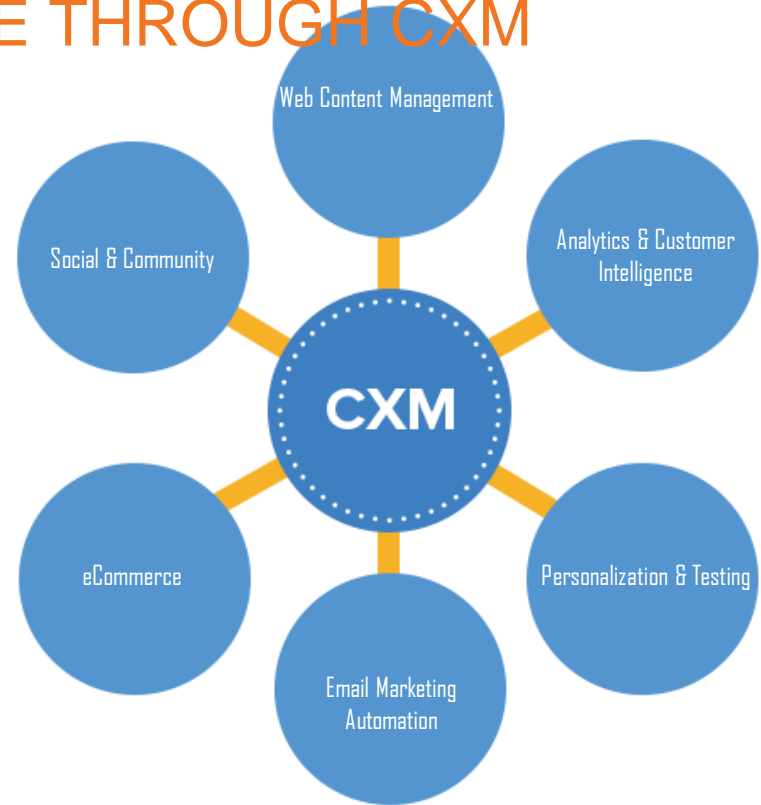 E THROUGH CXM
Web Content Management
Analytics & Customer
Intelligence
Social & Community
CXM
eCommerce
Personalization & Testing
Email Marketing
Automation